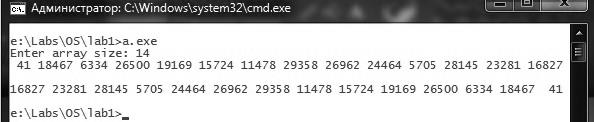 Администратор: C:\Windows\system32\cmd.exe
e:\Labs\OS\lab1>a.exe
Enter array size: 14
41 18467 6334 26500 19169 15724 11478 29358 26962 24464 5705 28145 23281 16827
16827 23281 28145 5705 24464 26962 29358 11478 15724 19169 26500 6334 18467 41
e:\Labs\OS\lab1>